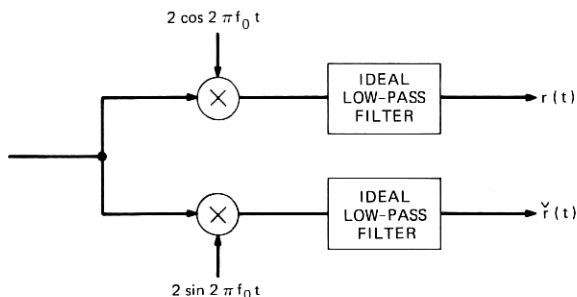 2 cos 2 π f₀ t
×
IDEAL
LOW-PASS
FILTER
r (t)
×
IDEAL
LOW-PASS
FILTER
ř (t)
2 sin 2 π f₀ t